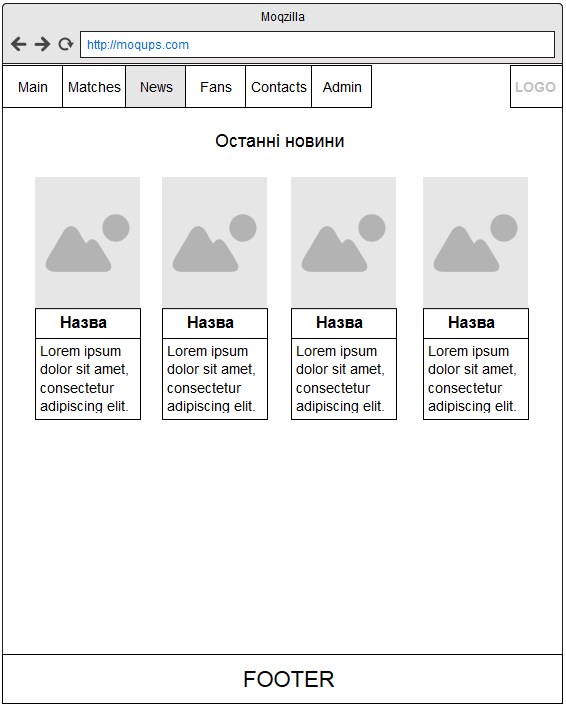 Moqzilla
http://moqups.com
Main Matches News Fans Contacts Admin LOGO
Останні новини
Назва Назва Назва Назва
Lorem ipsum
dolor sit amet,
consectetur
adipiscing elit.
Lorem ipsum
dolor sit amet,
consectetur
adipiscing elit.
Lorem ipsum
dolor sit amet,
consectetur
adipiscing elit.
Lorem ipsum
dolor sit amet,
consectetur
adipiscing elit.
FOOTER